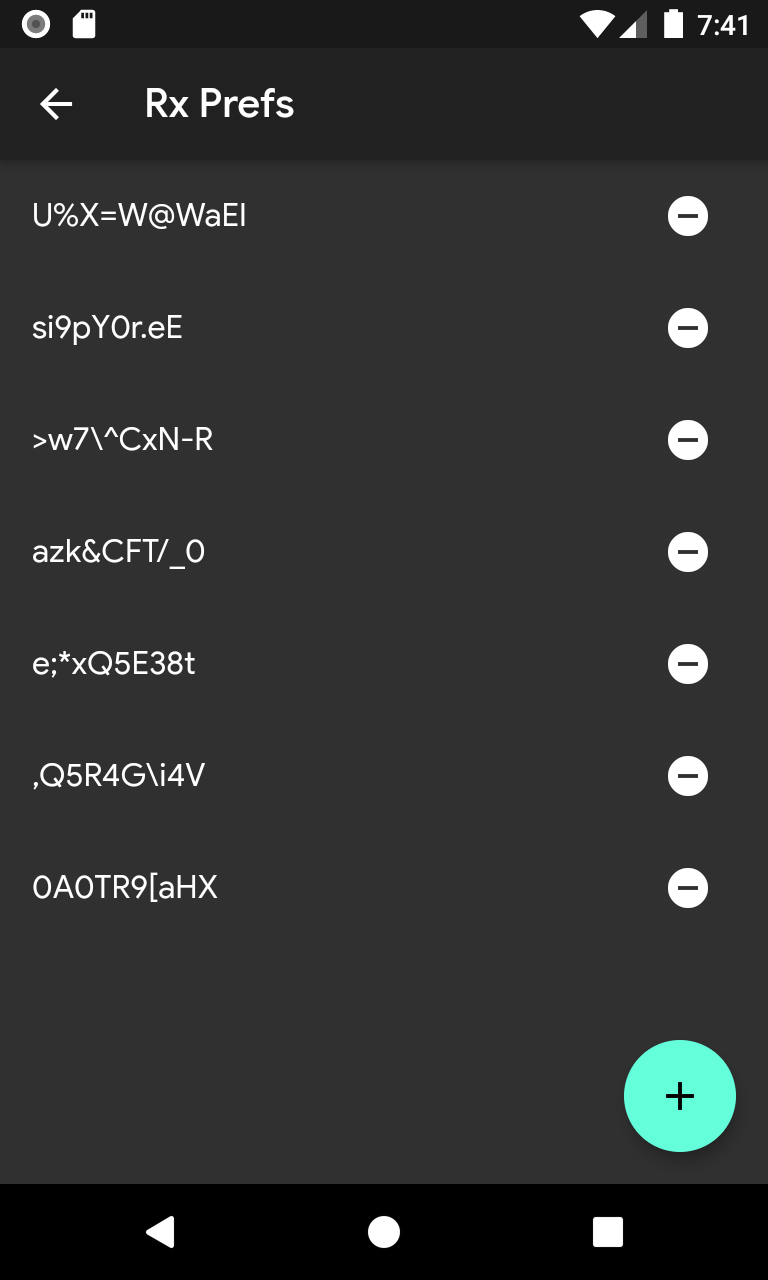 7:41
Rx Prefs
U%X=W@WaEI
si9pY0r.eE
>w7\^CxN-R
azk&CFT/_0
e;*xQ5E38t
,Q5R4G\i4V
0A0TR9[aHX